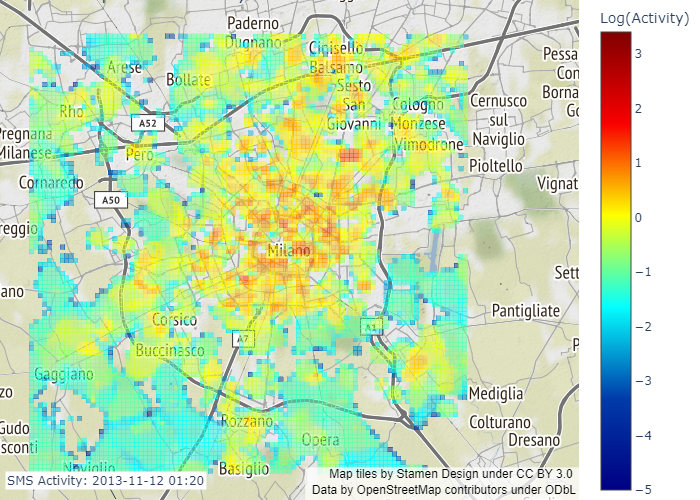 Log(Activity)
Paderno
Dugnano
Cinisello
Balsamo
Arese
Bollate
Sesto
San
Giovanni
Rho
Cologno
Monzese
Cernusco
sul
Naviglio
Pessa
Con
Borna
Go
A52
Pregnana
Milanese
Pero
Vimodrone
Pioltello
Cornaredo
Vignat
A50
reggio
Milano
Sett
ano
Pantigliate
Corsico
A7
A1
P
Buccinasco
Gaggiano
Mediglia
zo
Rozzano
Colturano
Gudo
sconti
Opera
Dresano
Naviglio
Basiglio
SMS Activity: 2013-11-12 01:20
Map tiles by Stamen Design under CC BY 3.0
Data by OpenStreetMap contributors under ODbL
3
2
1
0
−1
−2
−3
−4
−5